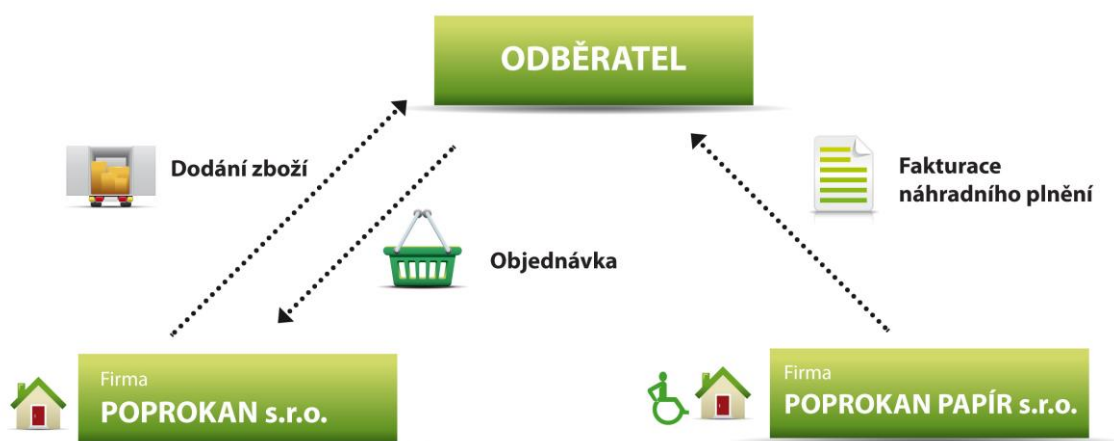 ODBĚRATEL
Dodání zboží
Fakturace
náhradního plnění
Objednávka
Firma
POPROKAN s.r.o.
Firma
POPROKAN PAPÍR s.r.o.